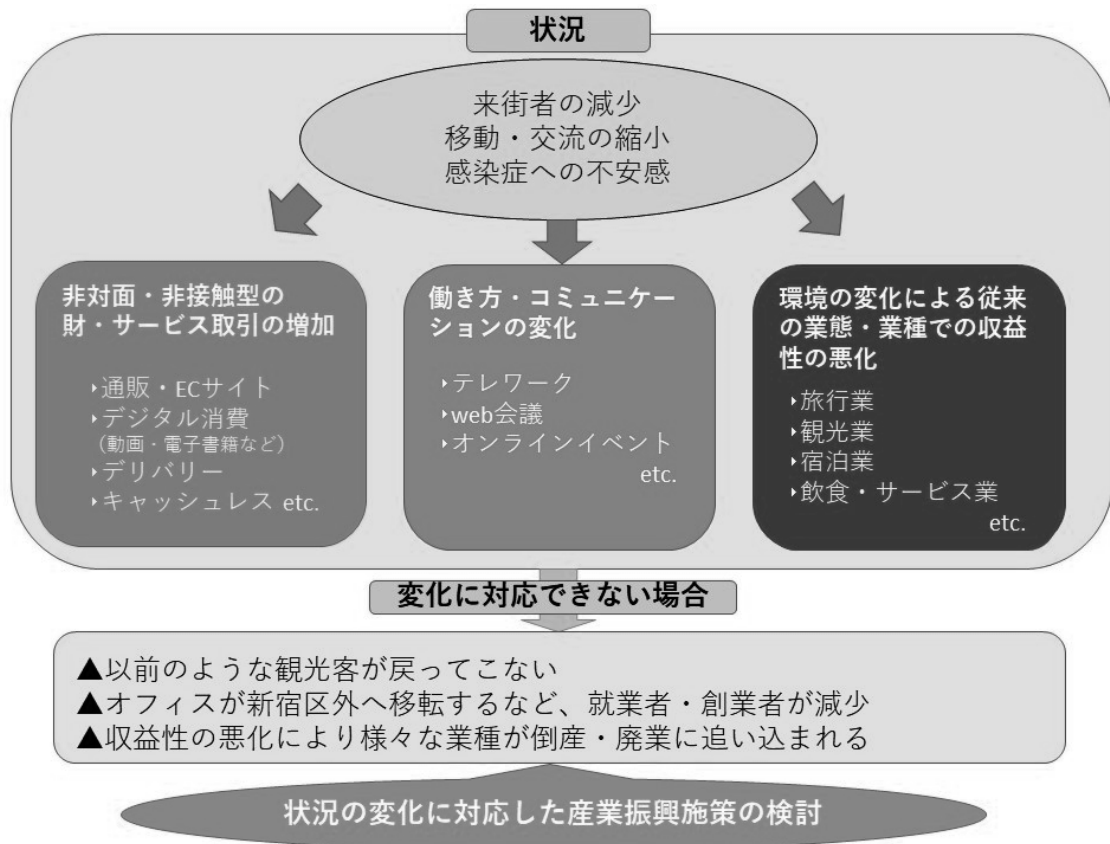 状況
来街者の減少
移動・交流の縮小
感染症への不安感
非対面・非接触型の
財・サービス取引の増加
‣通販・ECサイト
‣デジタル消費
（動画・電子書籍など）
‣デリバリー
‣キャッシュレス etc.
働き方・コミュニケー
ションの変化
‣テレワーク
‣web会議
‣オンラインイベント
etc.
環境の変化による従来
の業態・業種での収益
性の悪化
‣旅行業
‣観光業
‣宿泊業
‣飲食・サービス業
etc.
変化に対応できない場合
▲以前のような観光客が戻ってこない
▲オフィスが新宿区外へ移転するなど、就業者・創業者が減少
▲収益性の悪化により様々な業種が倒産・廃業に追い込まれる
状況の変化に対応した産業振興施策の検討